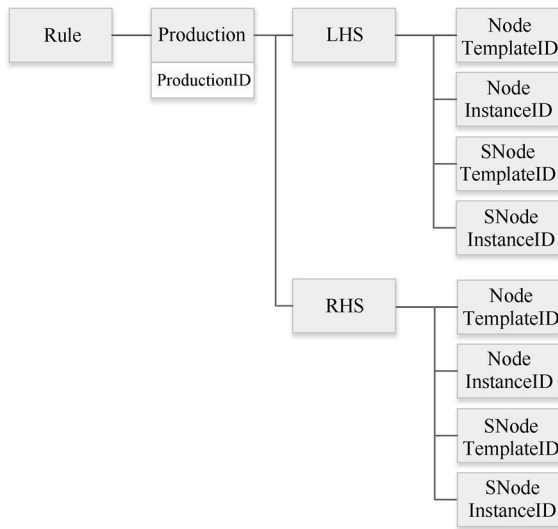 Rule
Production
ProductionID
LHS
Node
TemplateID
Node
InstanceID
SNode
TemplateID
SNode
InstanceID
RHS
Node
TemplateID
Node
InstanceID
SNode
TemplateID
SNode
InstanceID